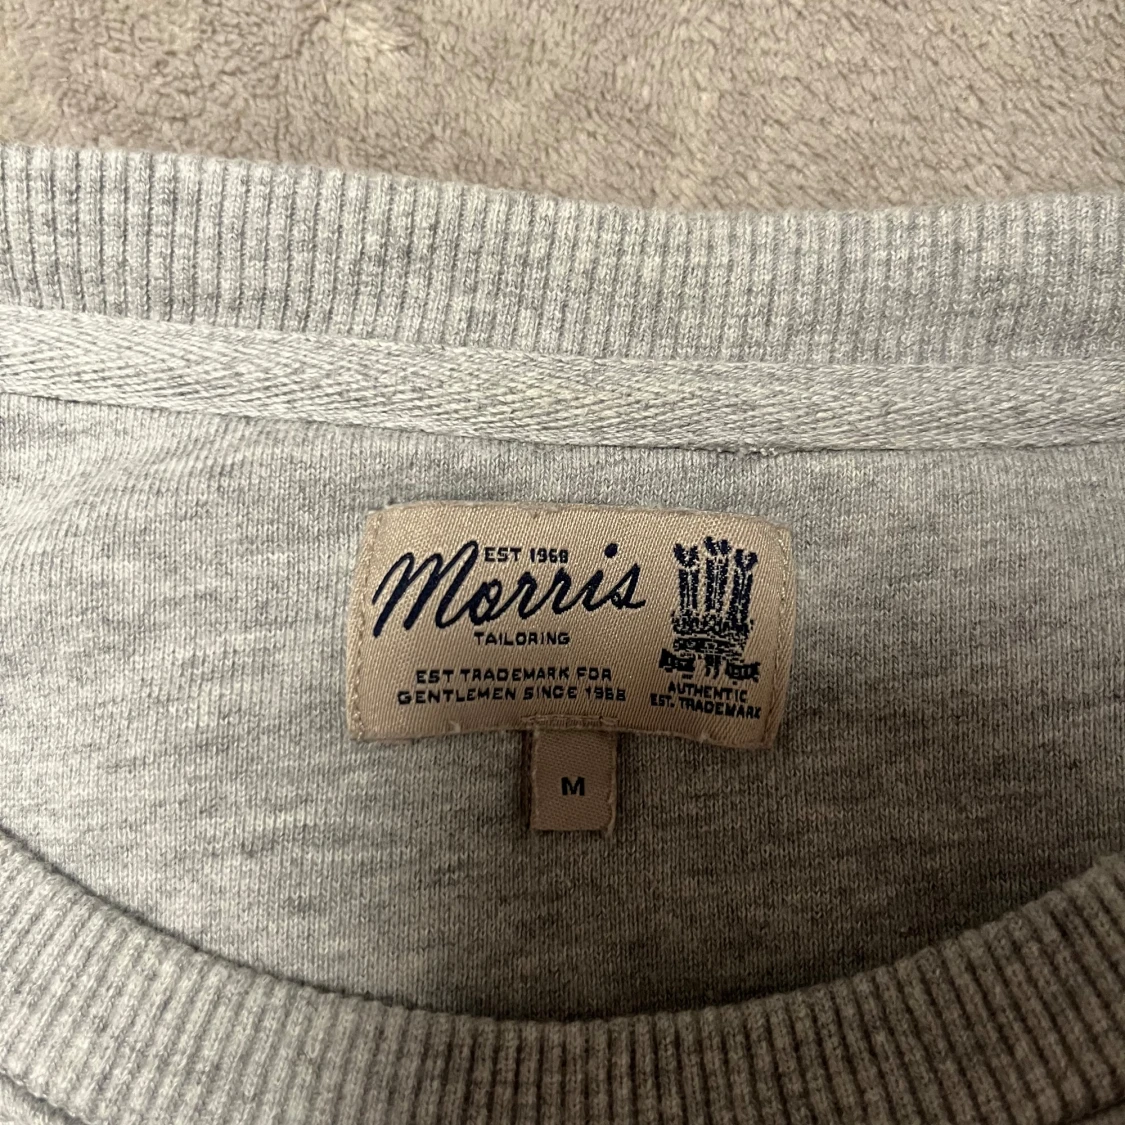 EST 1968
Morris
TAILORING
EST TRADEMARK FOR
GENTLEMEN SINCE 1968
AUTHENTIC
EST. TRADEMARK
M